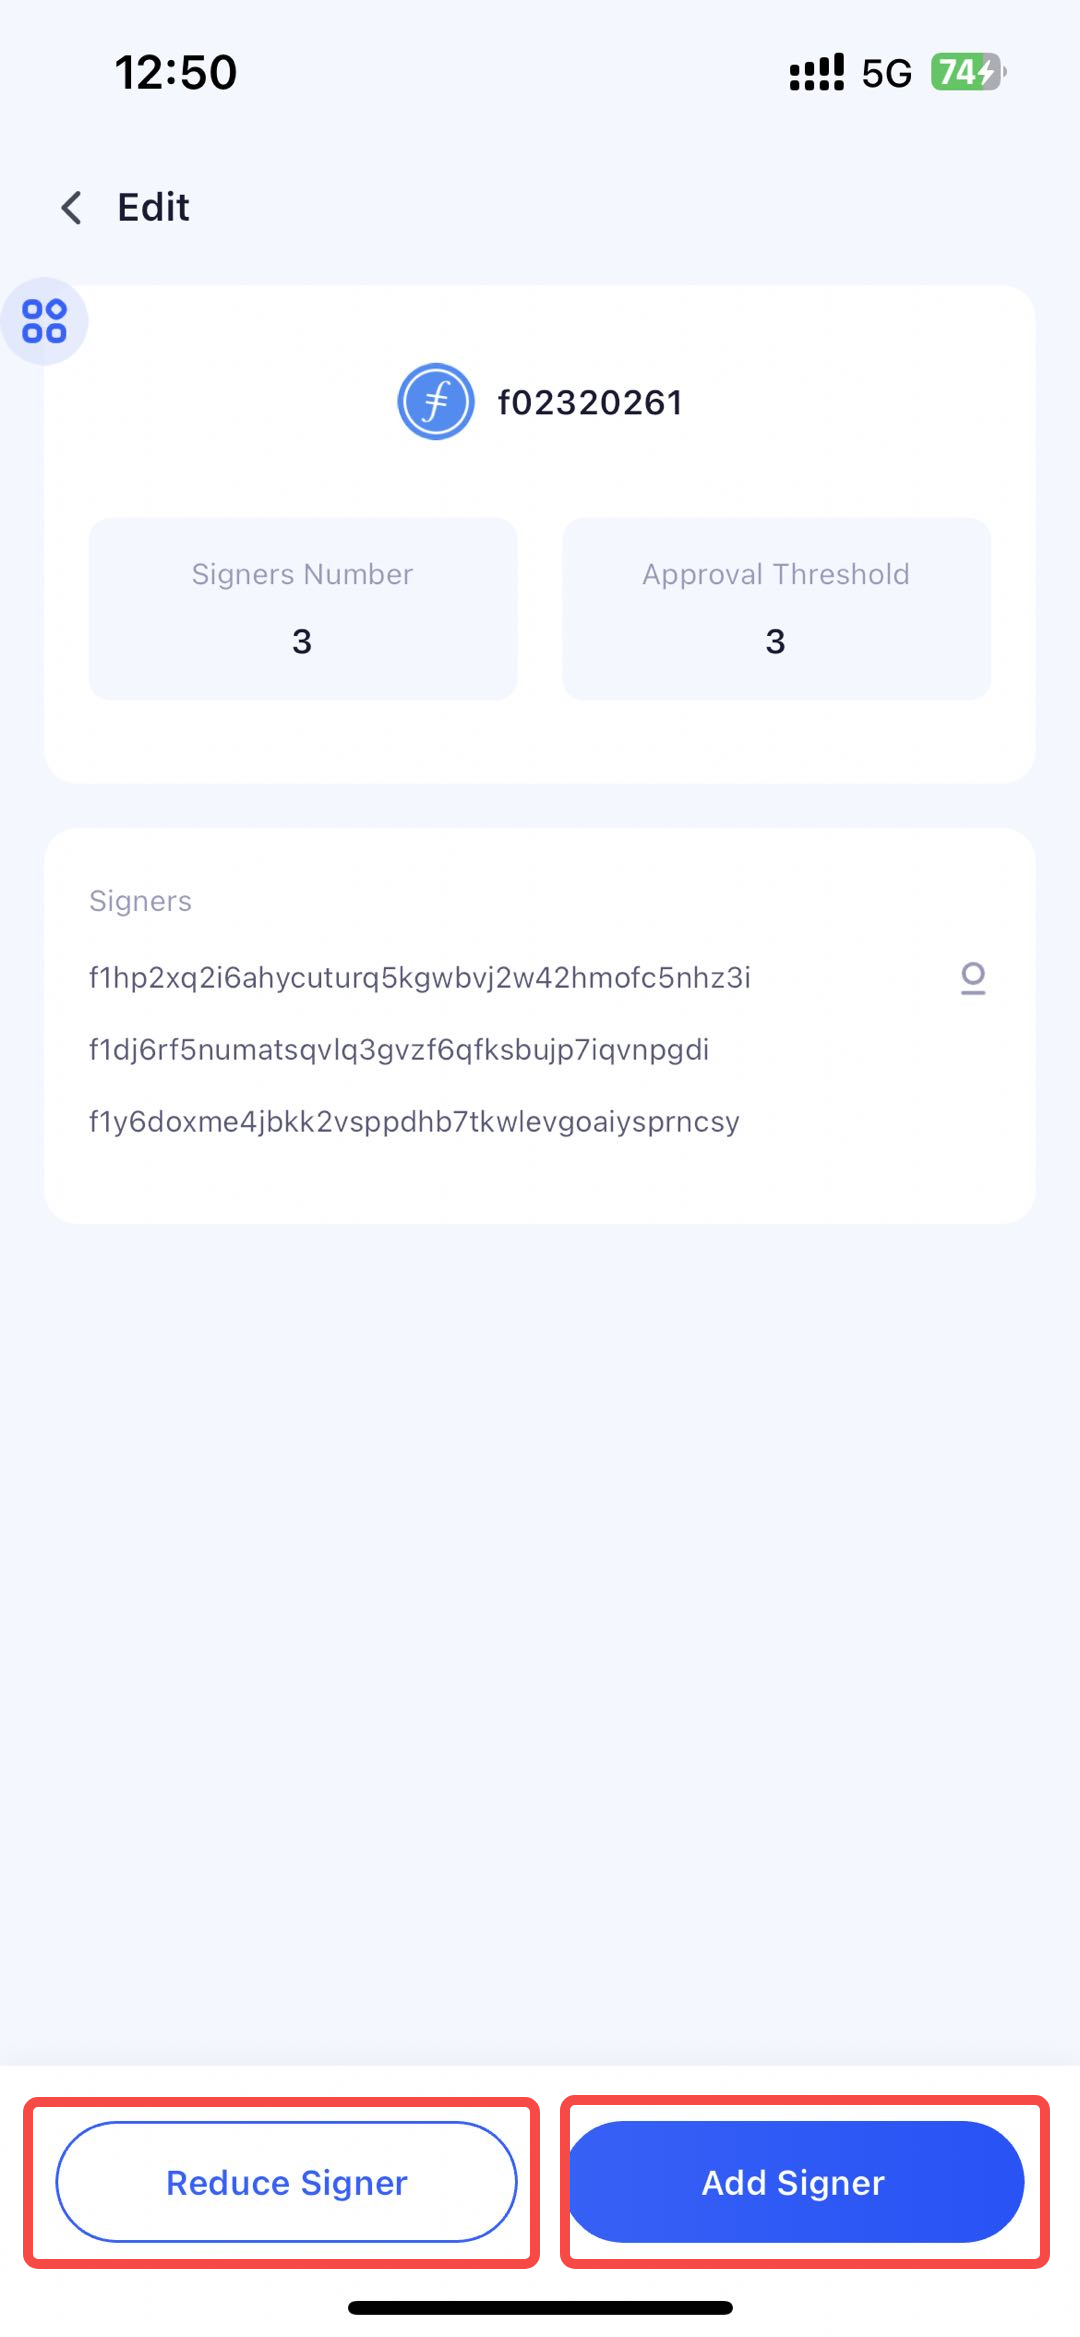 12:50 5G 74
Edit
f02320261
Signers Number Approval Threshold
3 3
Signers
f1hp2xq2i6ahycuturq5kgwbvj2w42hmofc5nhz3i
f1dj6rf5numatsqvlq3gvzf6qfksbujp7iqvnpgdi
f1y6doxme4jbkk2vsppdhb7tkwlevgoaiysprncsy
Reduce Signer Add Signer